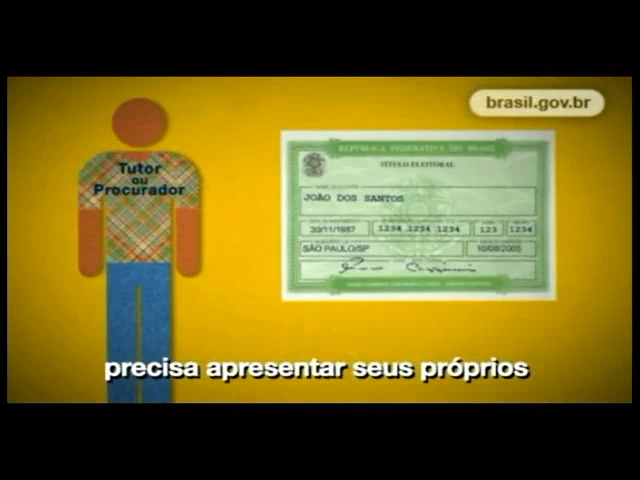 brasil.gov.br
REPÚBLICA FEDERATIVA DO BRASIL
TÍTULO ELEITORAL
Tutor
ou
Procurador
JOÃO DOS SANTOS
30/11/1987 1234 1234 1234 123 1234
SÃO PAULO/SP 10/08/2005
precisa apresentar seus próprios